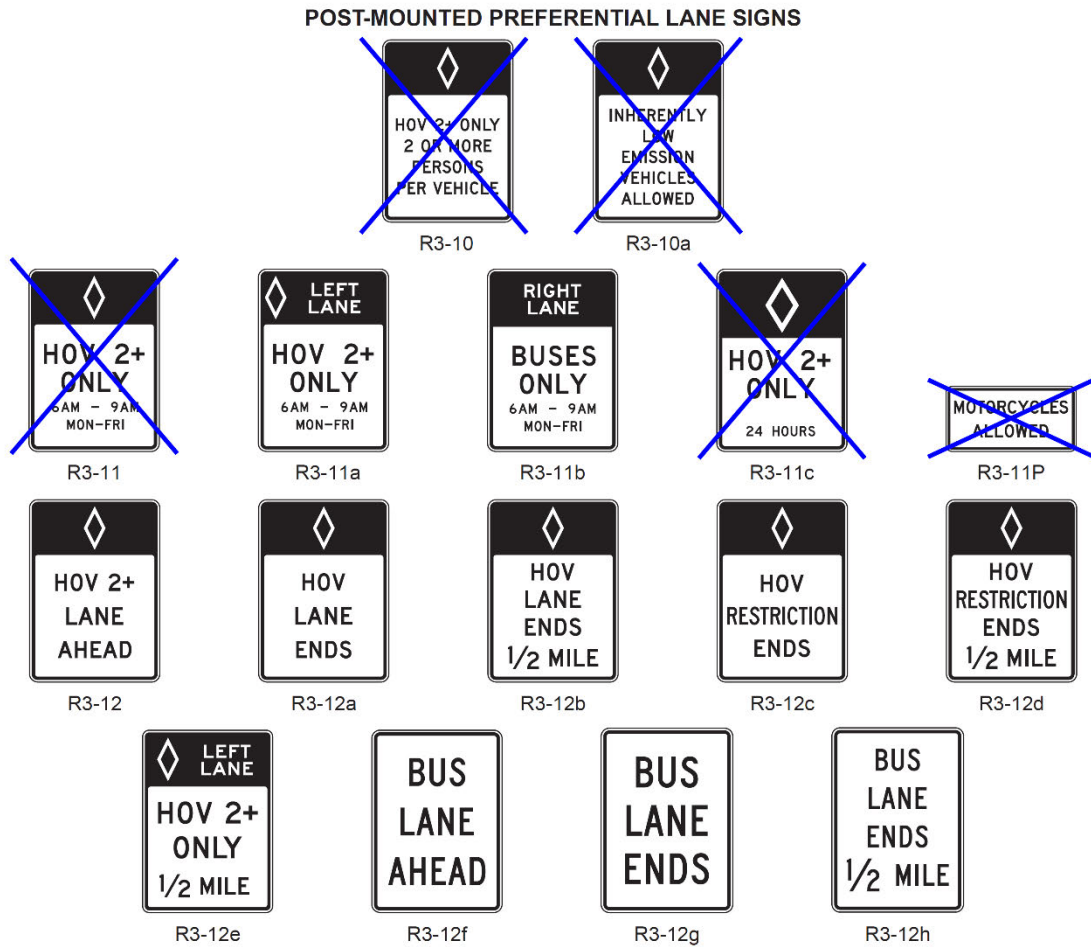 POST-MOUNTED PREFERENTIAL LANE SIGNS
HOV 2+ ONLY
2 OR MORE
PERSONS
PER VEHICLE
R3-10
INHERENTLY
LOW
EMISSION
VEHICLES
ALLOWED
R3-10a
HOV 2+
ONLY
6AM - 9AM
MON-FRI
R3-11
LEFT
LANE
HOV 2+
ONLY
6AM - 9AM
MON-FRI
R3-11a
RIGHT
LANE
BUSES
ONLY
6AM - 9AM
MON-FRI
R3-11b
HOV 2+
ONLY
24 HOURS
R3-11c
MOTORCYCLES
ALLOWED
R3-11P
HOV 2+
LANE
AHEAD
R3-12
HOV
LANE
ENDS
R3-12a
HOV
LANE
ENDS
1/2 MILE
R3-12b
HOV
RESTRICTION
ENDS
R3-12c
HOV
RESTRICTION
ENDS
1/2 MILE
R3-12d
LEFT
LANE
HOV 2+
ONLY
1/2 MILE
R3-12e
BUS
LANE
AHEAD
R3-12f
BUS
LANE
ENDS
R3-12g
BUS
LANE
ENDS
1/2 MILE
R3-12h